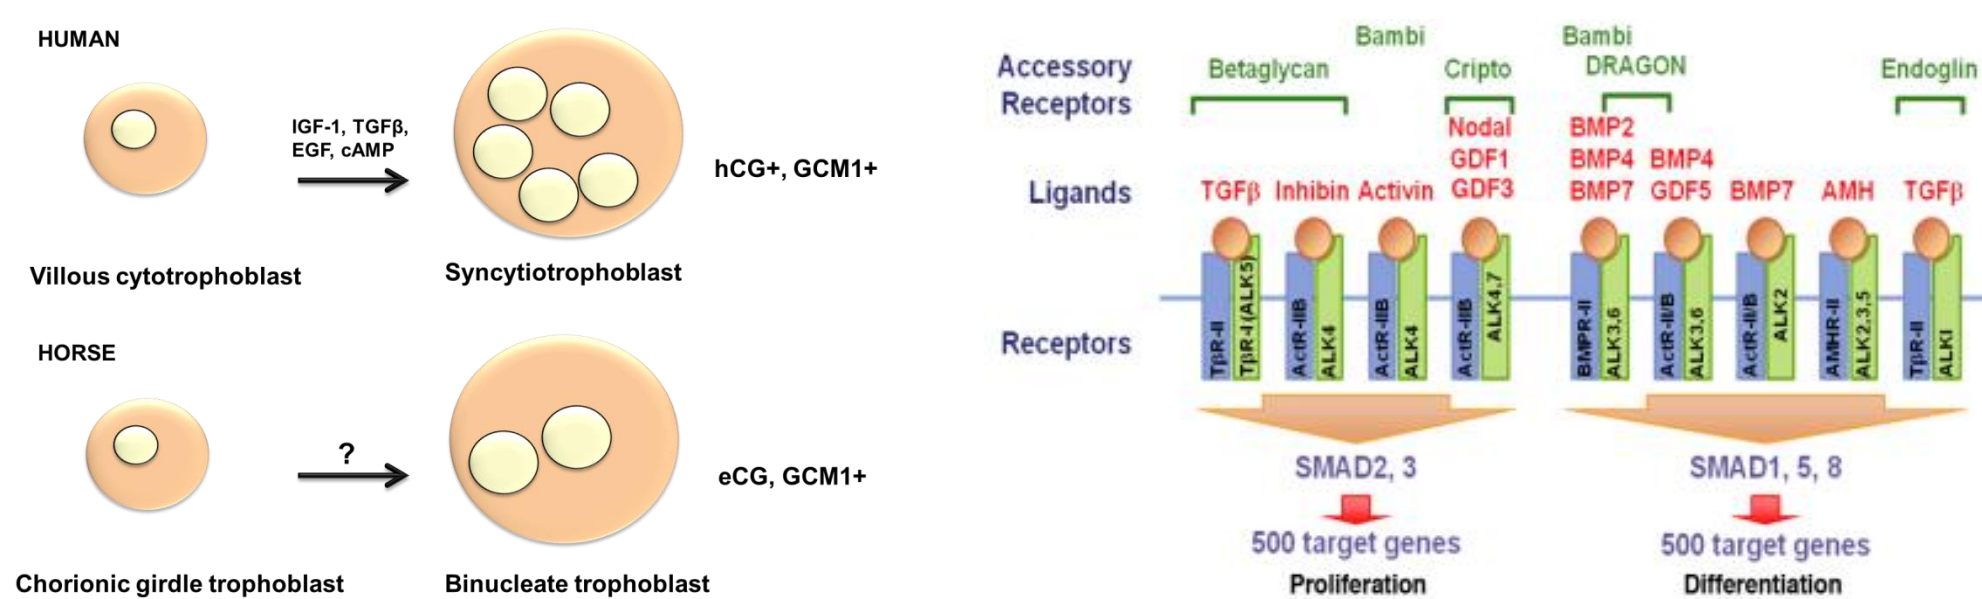 HUMAN
IGF-1, TGFβ,
EGF, cAMP
hCG+, GCM1+
Villous cytotrophoblast
Syncytiotrophoblast
HORSE
?
eCG, GCM1+
Chorionic girdle trophoblast
Binucleate trophoblast
Accessory
Receptors
Betaglycan
Bambi
Cripto
Bambi
DRAGON
Endoglin
Ligands
TGFβ
Inhibin
Activin
Nodal
GDF1
GDF3
BMP2
BMP4
BMP7
BMP4
GDF5
BMP7
AMH
TGFβ
Receptors
TβR-II
TβR-I (ALK5)
ActR-IIB
ALK4
ActR-IIB
ALK4
ActR-IIB
ALK4,7
BMPR-II
ALK3,6
ActR-II/B
ALK3,6
ActR-II/B
ALK2
AMHR-II
ALK2,3,5
TβR-II
ALKI
SMAD2, 3
500 target genes
Proliferation
SMAD1, 5, 8
500 target genes
Differentiation